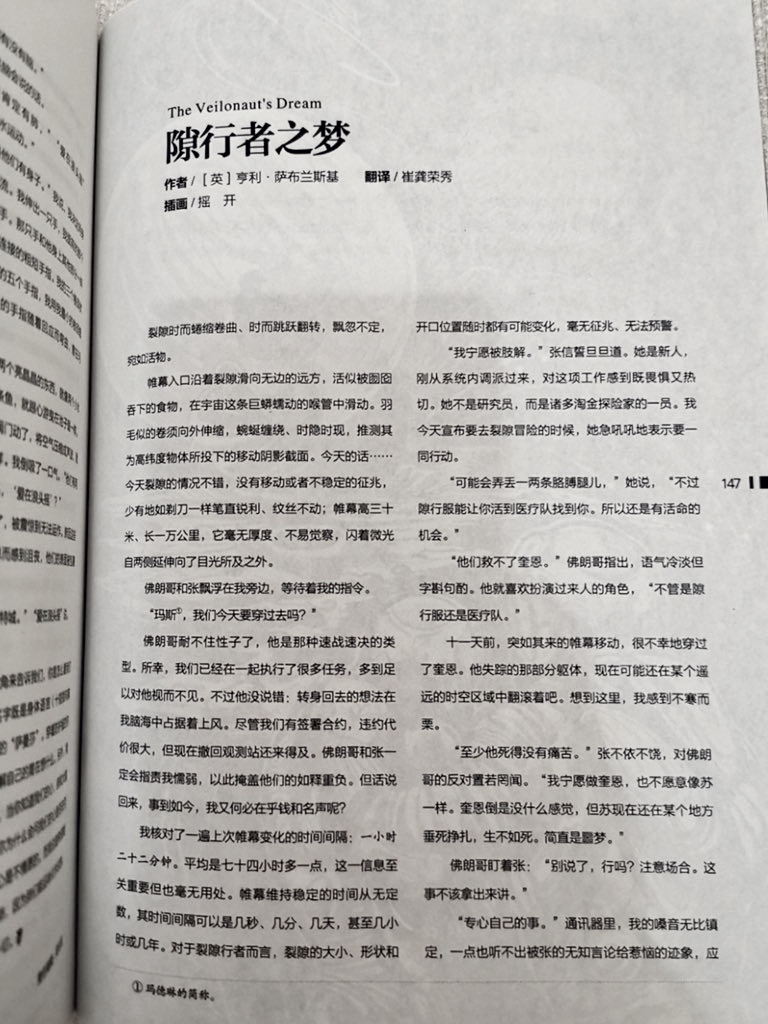 The Veilonaut's Dream
隙行者之梦
作者/［英］亨利·萨布兰斯基　翻译/崔龚荣秀
插画/摇　开
裂隙时而蜷缩卷曲、时而跳跃翻转，飘忽不定，
宛如活物。
帷幕入口沿着裂隙滑向无边的远方，活似被囫囵
吞下的食物，在宇宙这条巨蟒蠕动的喉管中滑动。羽
毛似的卷须向外伸缩，蜿蜒缠绕、时隐时现，推测其
为高纬度物体所投下的移动阴影截面。今天的话……
今天裂隙的情况不错，没有移动或者不稳定的征兆，
少有地如剃刀一样笔直锐利、纹丝不动；帷幕高三十
米、长一万公里，它毫无厚度、不易觉察，闪着微光
自两侧延伸向了目光所及之外。
佛朗哥和张飘浮在我旁边，等待着我的指令。
“玛斯①，我们今天要穿过去吗？”
佛朗哥耐不住性子了，他是那种速战速决的类
型。所幸，我们已经在一起执行了很多任务，多到足
以对他视而不见。不过他没说错：转身回去的想法在
我脑海中占据着上风。尽管我们有签署合约，违约代
价很大，但现在撤回观测站还来得及。佛朗哥和张一
定会指责我懦弱，以此掩盖他们的如释重负。但话说
回来，事到如今，我又何必在乎钱和名声呢？
我核对了一遍上次帷幕变化的时间间隔：一小时
二十二分钟。平均是七十四小时多一点，这一信息至
关重要但也毫无用处。帷幕维持稳定的时间从无定
数，其时间间隔可以是几秒、几分、几天，甚至几小
时或几年。对于裂隙行者而言，裂隙的大小、形状和
①玛德琳的简称。
开口位置随时都有可能变化，毫无征兆、无法预警。
“我宁愿被肢解。”张信誓旦旦道。她是新人，
刚从系统内调派过来，对这项工作感到既畏惧又热
切。她不是研究员，而是诸多淘金探险家的一员。我
今天宣布要去裂隙冒险的时候，她急吼吼地表示要一
同行动。
“可能会弄丢一两条胳膊腿儿，”她说，“不过
隙行服能让你活到医疗队找到你。所以还是有活命的
机会。”
“他们救不了奎恩。”佛朗哥指出，语气冷淡但
字斟句酌。他就喜欢扮演过来人的角色，“不管是隙
行服还是医疗队。”
十一天前，突如其来的帷幕移动，很不幸地穿过
了奎恩。他失踪的那部分躯体，现在可能还在某个遥
远的时空区域中翻滚着吧。想到这里，我感到不寒而
栗。
“至少他死得没有痛苦。”张不依不饶，对佛朗
哥的反对置若罔闻。“我宁愿做奎恩，也不愿意像苏
一样。奎恩倒是没什么感觉，但苏现在还在某个地方
垂死挣扎，生不如死。简直是噩梦。”
佛朗哥盯着张：“别说了，行吗？注意场合。这
事不该拿出来讲。”
“专心自己的事。”通讯器里，我的嗓音无比镇
定，一点也听不出被张的无知言论给惹恼的迹象，应
147